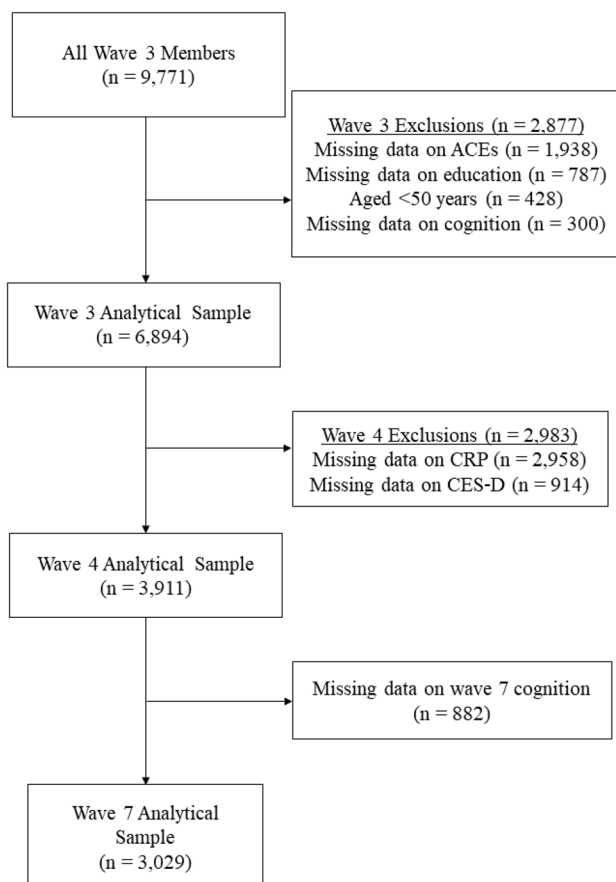 All Wave 3 Members
(n = 9,771)
Wave 3 Exclusions (n = 2,877)
Missing data on ACEs (n = 1,938)
Missing data on education (n = 787)
Aged <50 years (n = 428)
Missing data on cognition (n = 300)
Wave 3 Analytical Sample
(n = 6,894)
Wave 4 Exclusions (n = 2,983)
Missing data on CRP (n = 2,958)
Missing data on CES-D (n = 914)
Wave 4 Analytical Sample
(n = 3,911)
Missing data on wave 7 cognition
(n = 882)
Wave 7 Analytical
Sample
(n = 3,029)